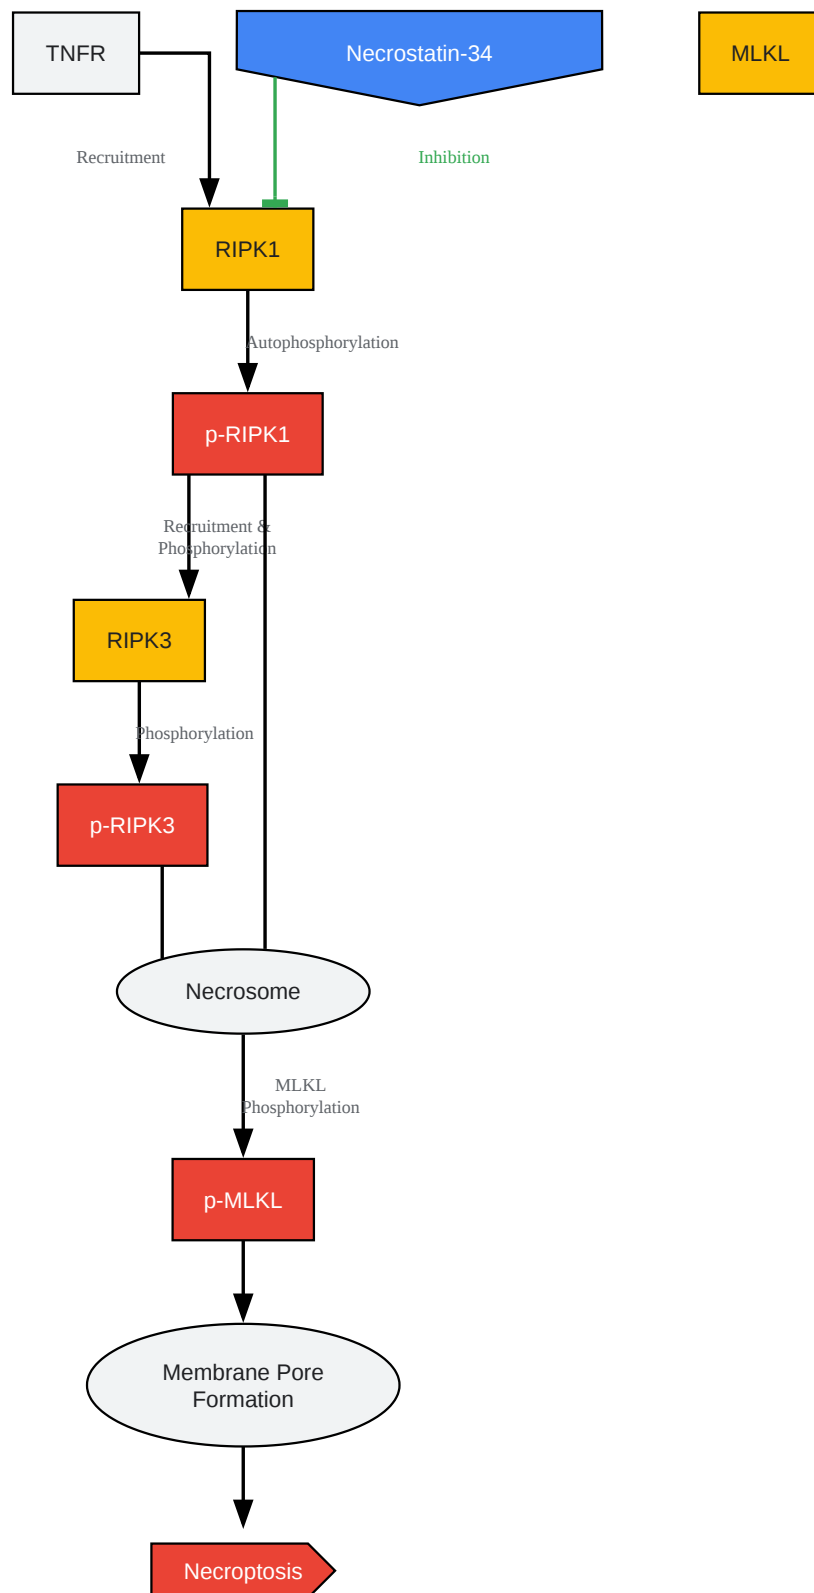 TNFR
Necrostatin-34
MLKL
Recruitment
Inhibition
RIPK1
Autophosphorylation
p-RIPK1
Recruitment &
Phosphorylation
RIPK3
Phosphorylation
p-RIPK3
Necrosome
MLKL
Phosphorylation
p-MLKL
Membrane Pore
Formation
Necroptosis